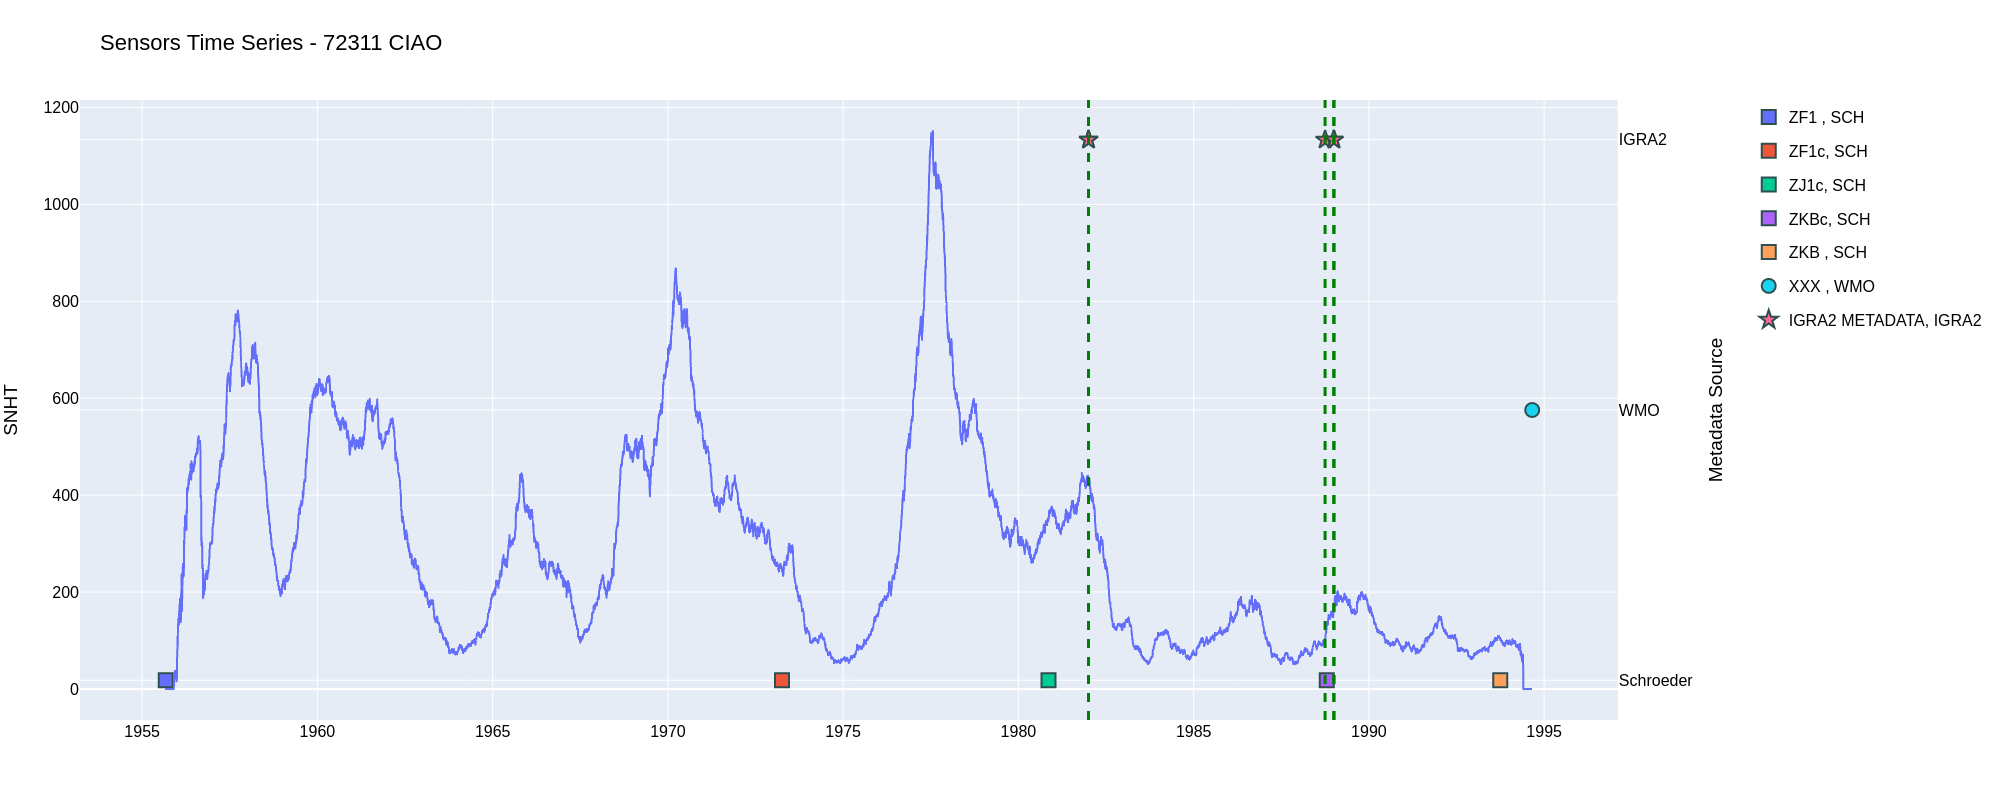 Sensors Time Series - 72311 CIAO
1200
1000
800
600
400
200
0
SNHT
1955
1960
1965
1970
1975
1980
1985
1990
1995
IGRA2
WMO
Schroeder
Metadata Source
ZF1 , SCH
ZF1c, SCH
ZJ1c, SCH
ZKBc, SCH
ZKB , SCH
XXX , WMO
IGRA2 METADATA, IGRA2